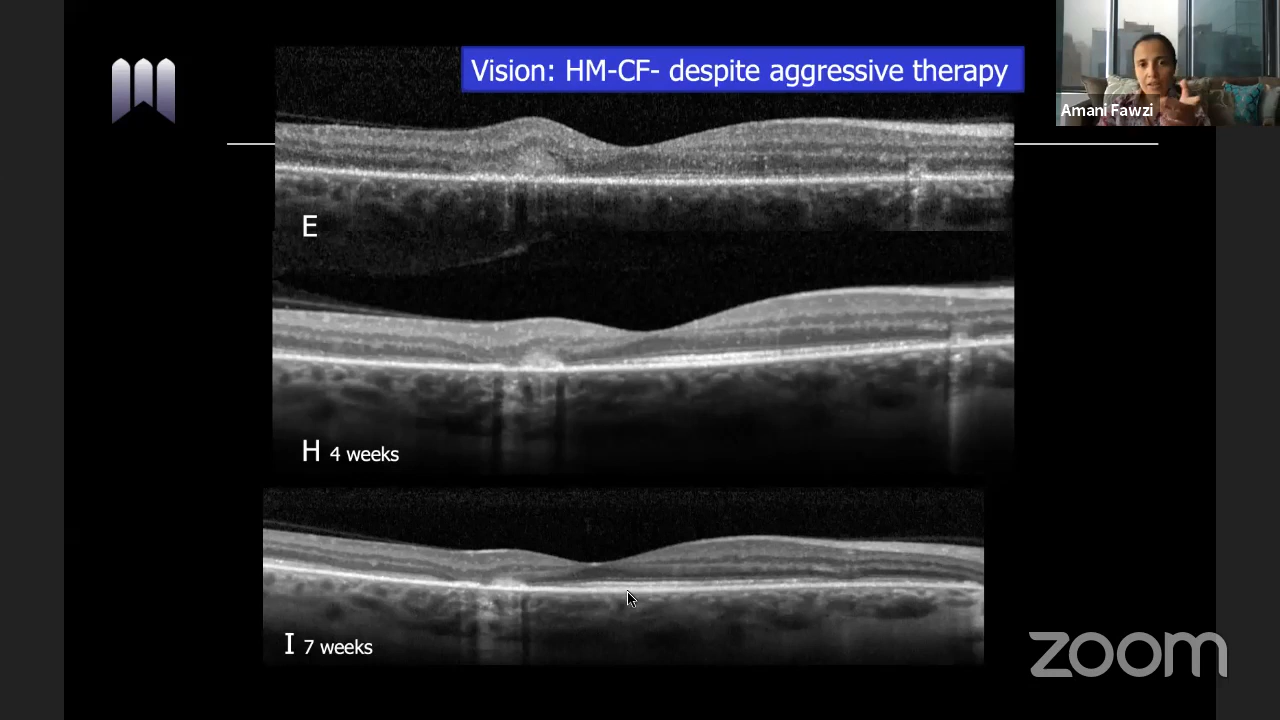 Vision: HM-CF- despite aggressive therapy
Amani Fawzi
E
H 4 weeks
I 7 weeks
zoom